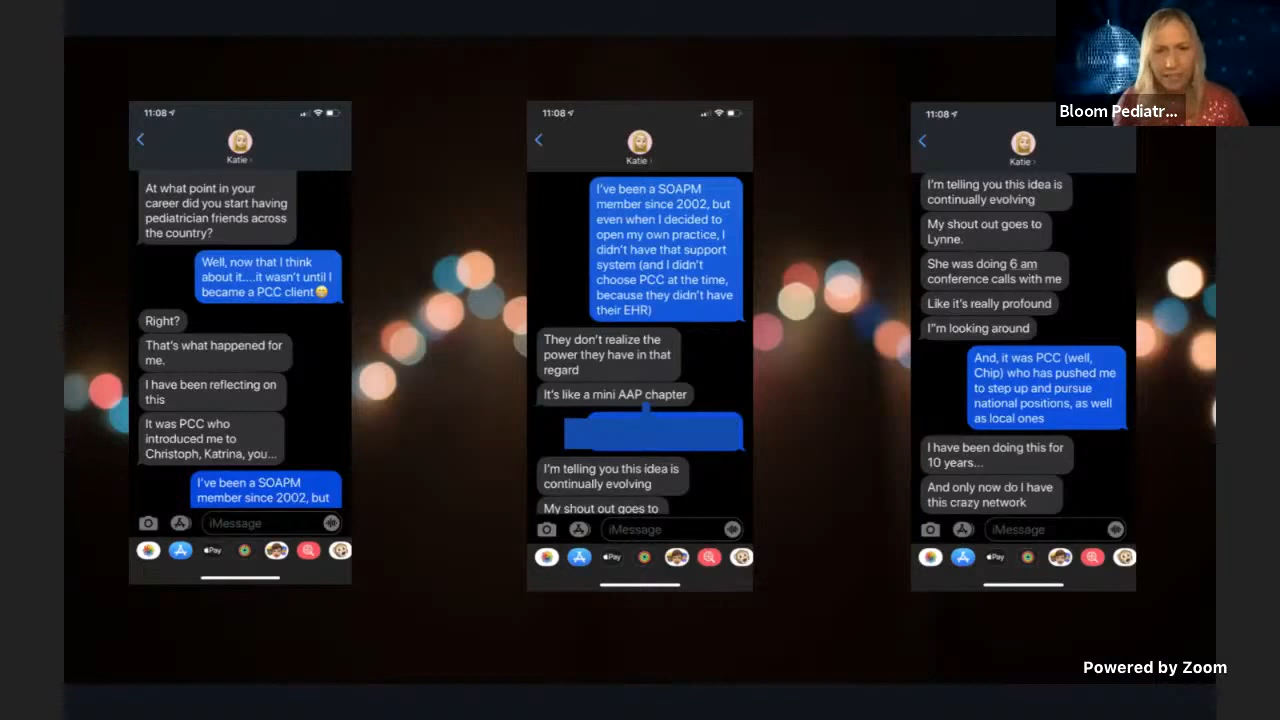 Bloom Pediatr...
11:08
Katie
At what point in your
career did you start having
pediatrician friends across
the country?
Well, now that I think
about it....it wasn't until I
became a PCC client
Right?
That's what happened for
me.
I have been reflecting on
this
It was PCC who
introduced me to
Christoph, Katrina, you...
I've been a SOAPM
member since 2002, but
iMessage
Pay
11:08
Katie
I've been a SOAPM
member since 2002, but
even when I decided to
open my own practice, I
didn't have that support
system (and I didn't
choose PCC at the time,
because they didn't have
their EHR)
They don't realize the
power they have in that
regard
It's like a mini AAP chapter
I'm telling you this idea is
continually evolving
My shout out goes to
iMessage
Pay
11:08
Katie
I'm telling you this idea is
continually evolving
My shout out goes to
Lynne.
She was doing 6 am
conference calls with me
Like it's really profound
I"m looking around
And, it was PCC (well,
Chip) who has pushed me
to step up and pursue
national positions, as well
as local ones
I have been doing this for
10 years...
And only now do I have
this crazy network
iMessage
Pay
Powered by Zoom